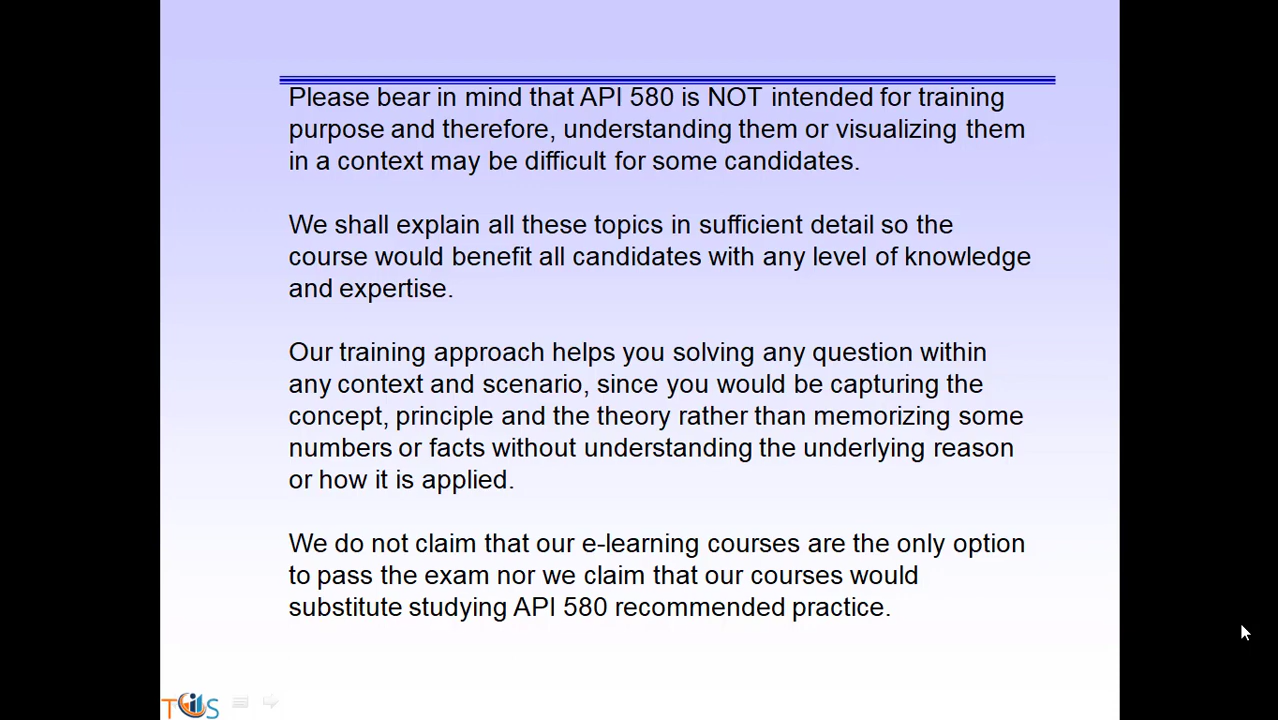 Please bear in mind that API 580 is NOT intended for training
purpose and therefore, understanding them or visualizing them
in a context may be difficult for some candidates.
We shall explain all these topics in sufficient detail so the
course would benefit all candidates with any level of knowledge
and expertise.
Our training approach helps you solving any question within
any context and scenario, since you would be capturing the
concept, principle and the theory rather than memorizing some
numbers or facts without understanding the underlying reason
or how it is applied.
We do not claim that our e-learning courses are the only option
to pass the exam nor we claim that our courses would
substitute studying API 580 recommended practice.